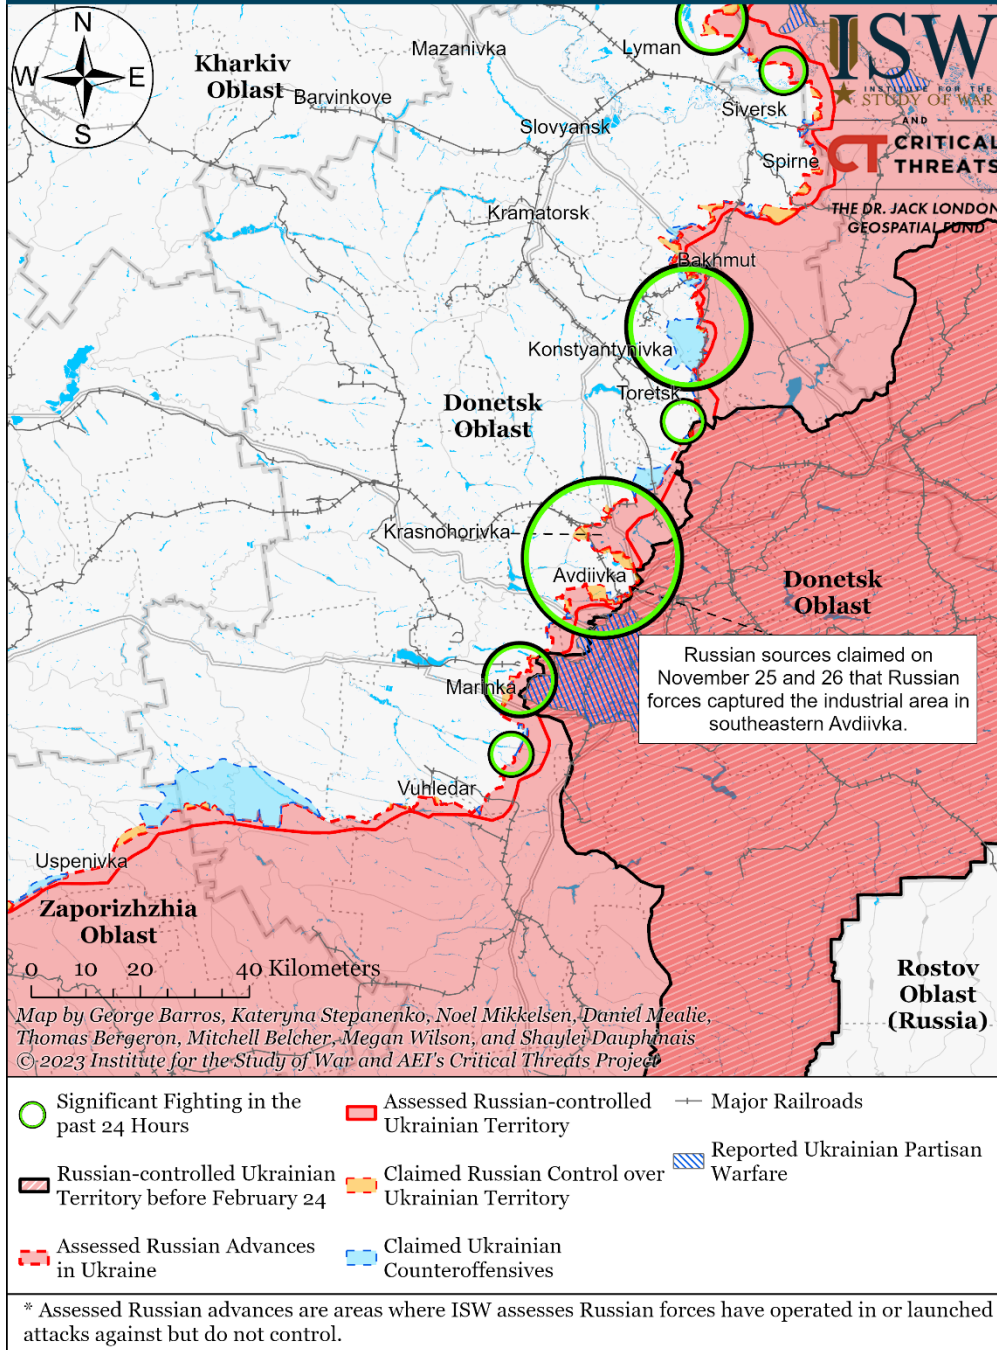 N
W
E
S
Kharkiv
Oblast
Mazanivka
Lyman
ISW
INSTITUTE FOR THE
STUDY OF WAR
AND
CT CRITICAL
THREATS
THE DR. JACK LONDON
GEOSPATIAL FUND
Barvinkove
Siversk
Slovyansk
Spirne
Kramatorsk
Bakhmut
Konstyantynivka
Toretsk
Donetsk
Oblast
Krasnohorivka
Avdiivka
Donetsk
Oblast
Russian sources claimed on
November 25 and 26 that Russian
forces captured the industrial area in
southeastern Avdiivka.
Marinka
Vuhledar
Uspenivka
Zaporizhzhia
Oblast
Rostov
Oblast
(Russia)
0 10 20 40 Kilometers
Map by George Barros, Kateryna Stepanenko, Noel Mikkelsen, Daniel Mealie,
Thomas Bergeron, Mitchell Belcher, Megan Wilson, and Shaylei Dauphinais
© 2023 Institute for the Study of War and AEI's Critical Threats Project
Significant Fighting in the
past 24 Hours
Russian-controlled Ukrainian
Territory before February 24
Assessed Russian Advances
in Ukraine
Assessed Russian-controlled
Ukrainian Territory
Claimed Russian Control over
Ukrainian Territory
Claimed Ukrainian
Counteroffensives
Major Railroads
Reported Ukrainian Partisan
Warfare
* Assessed Russian advances are areas where ISW assesses Russian forces have operated in or launched
attacks against but do not control.